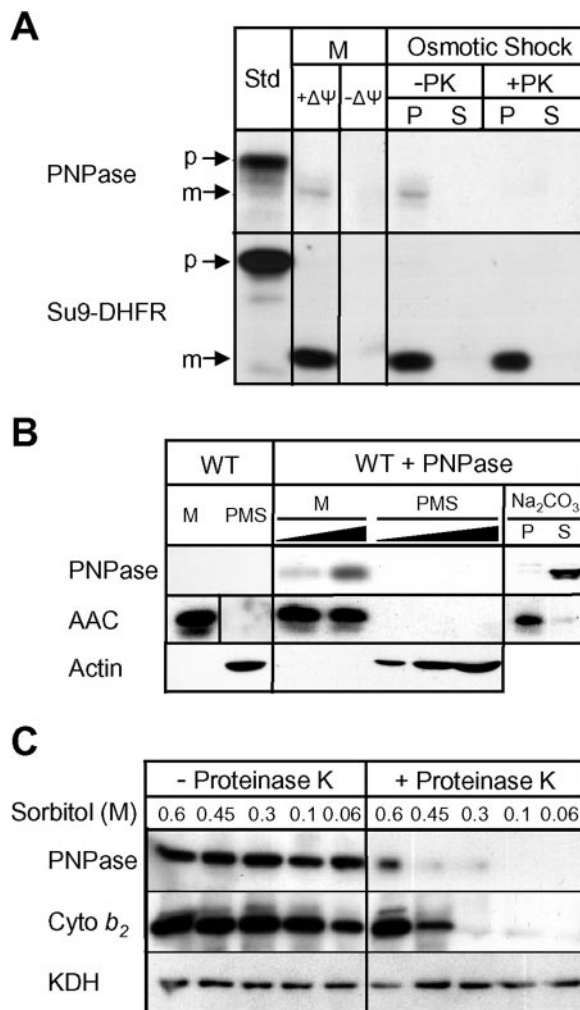 A
M Osmotic Shock
Std +ΔΨ -ΔΨ -PK +PK
P S P S
PNPase p m
Su9-DHFR p m
B
WT WT + PNPase
M PMS M PMS Na2CO3
P S
PNPase
AAC
Actin
C
- Proteinase K + Proteinase K
Sorbitol (M) 0.6 0.45 0.3 0.1 0.06 0.6 0.45 0.3 0.1 0.06
PNPase
Cyto b2
KDH